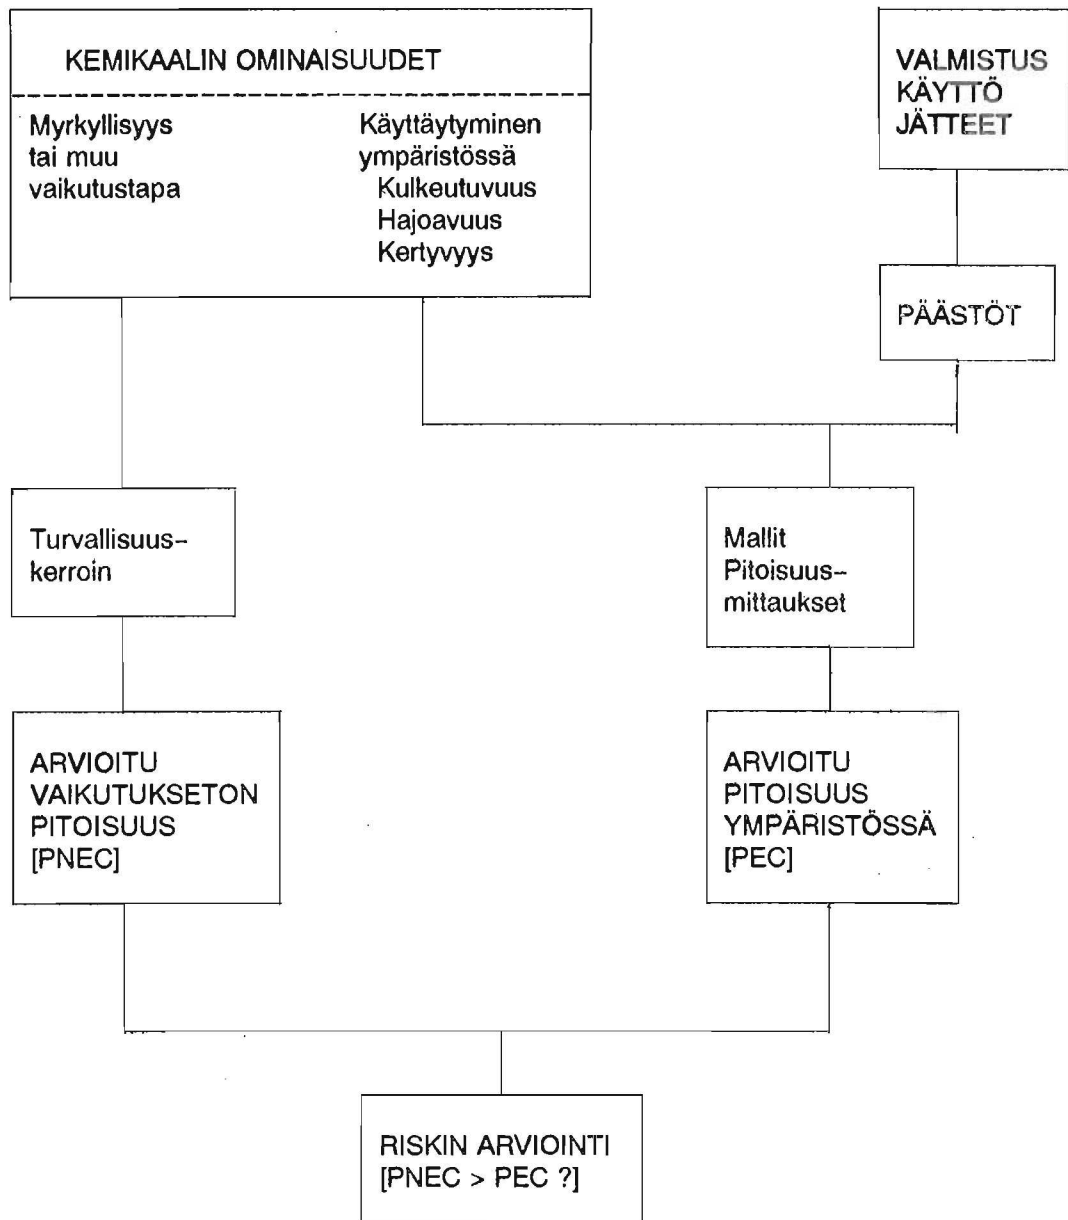 KEMIKAALIN OMINAISUUDET
Myrkyllisyys
tai muu
vaikutustapa
Käyttäytyminen
ympäristössä
Kulkeutuvuus
Hajoavuus
Kertyvyys
VALMISTUS
KÄYTTÖ
JÄTTEET
PÄÄSTÖT
Turvallisuus-
kerroin
Mallit
Pitoisuus-
mittaukset
ARVIOITU
VAIKUTUKSETON
PITOISUUS
[PNEC]
ARVIOITU
PITOISUUS
YMPÄRISTÖSSÄ
[PEC]
RISKIN ARVIOINTI
[PNEC > PEC ?]